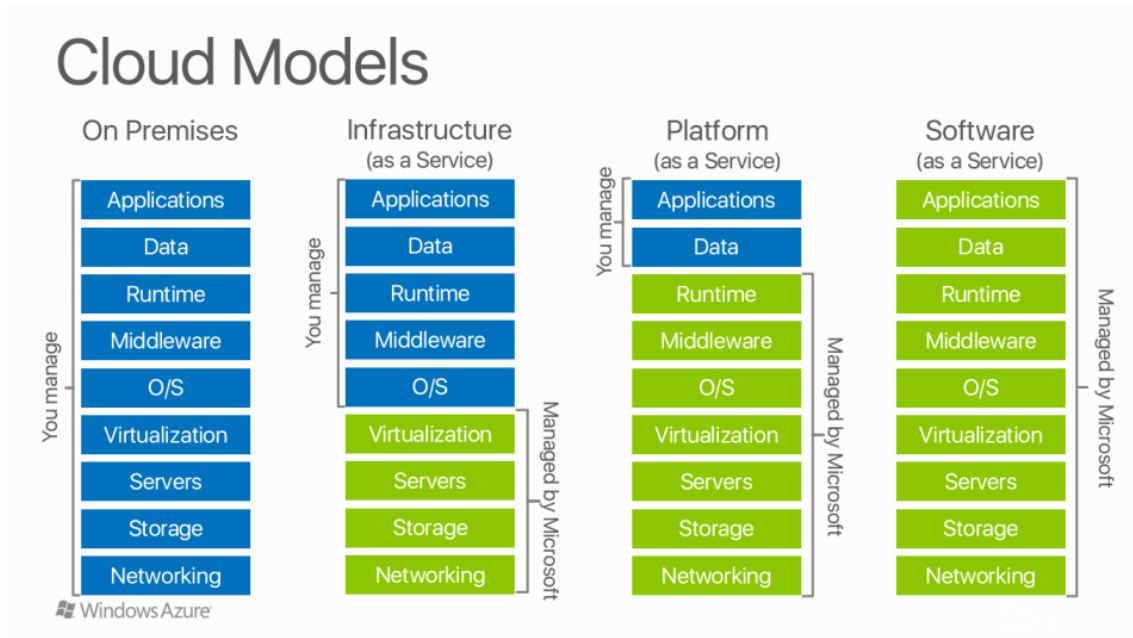 Cloud Models
On Premises
You manage
Applications
Data
Runtime
Middleware
O/S
Virtualization
Servers
Storage
Networking
Infrastructure
(as a Service)
You manage
Applications
Data
Runtime
Middleware
O/S
Virtualization
Servers
Storage
Networking
Managed by Microsoft
Platform
(as a Service)
You manage
Applications
Data
Runtime
Middleware
O/S
Virtualization
Servers
Storage
Networking
Managed by Microsoft
Software
(as a Service)
Applications
Data
Runtime
Middleware
O/S
Virtualization
Servers
Storage
Networking
Managed by Microsoft
Windows Azure